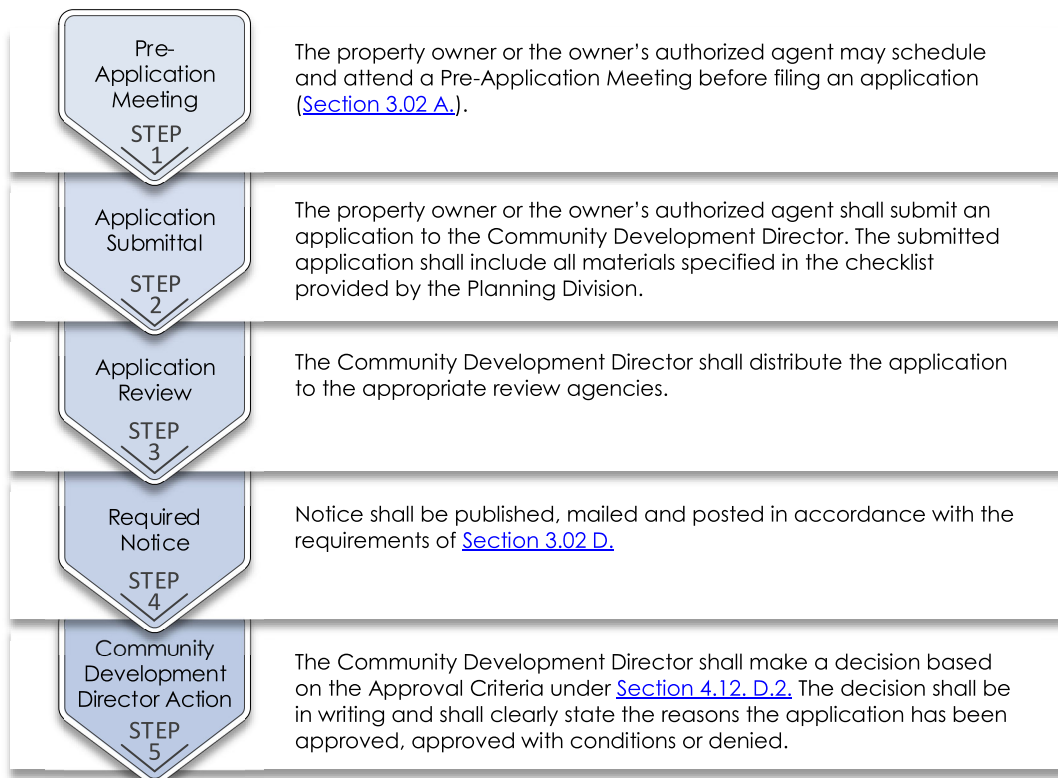 Pre-
Application
Meeting
STEP
1
The property owner or the owner’s authorized agent may schedule
and attend a Pre-Application Meeting before filing an application
(Section 3.02 A.).
Application
Submittal
STEP
2
The property owner or the owner’s authorized agent shall submit an
application to the Community Development Director. The submitted
application shall include all materials specified in the checklist
provided by the Planning Division.
Application
Review
STEP
3
The Community Development Director shall distribute the application
to the appropriate review agencies.
Required
Notice
STEP
4
Notice shall be published, mailed and posted in accordance with the
requirements of Section 3.02 D.
Community
Development
Director Action
STEP
5
The Community Development Director shall make a decision based
on the Approval Criteria under Section 4.12. D.2. The decision shall be
in writing and shall clearly state the reasons the application has been
approved, approved with conditions or denied.